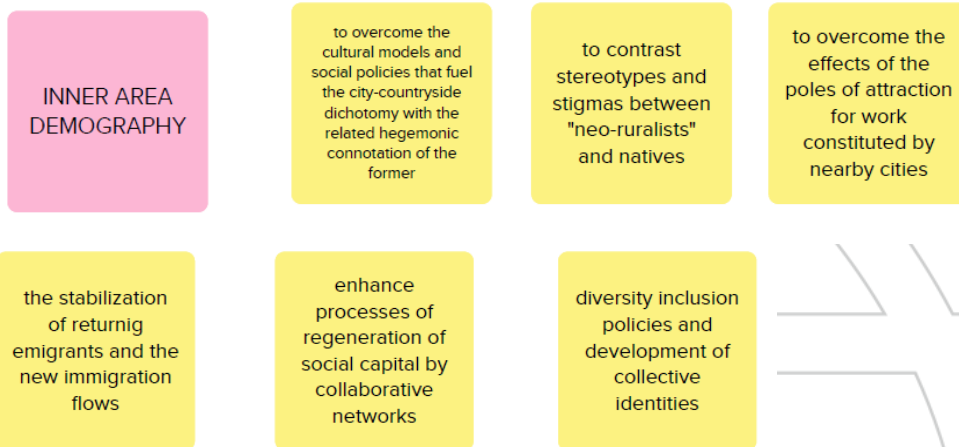 INNER AREA
DEMOGRAPHY
to overcome the
cultural models and
social policies that fuel
the city-countryside
dichotomy with the
related hegemonic
connotation of the
former
to contrast
stereotypes and
stigmas between
"neo-ruralists"
and natives
to overcome the
effects of the
poles of attraction
for work
constituted by
nearby cities
the stabilization
of returnig
emigrants and the
new immigration
flows
enhance
processes of
regeneration of
social capital by
collaborative
networks
diversity inclusion
policies and
development of
collective
identities